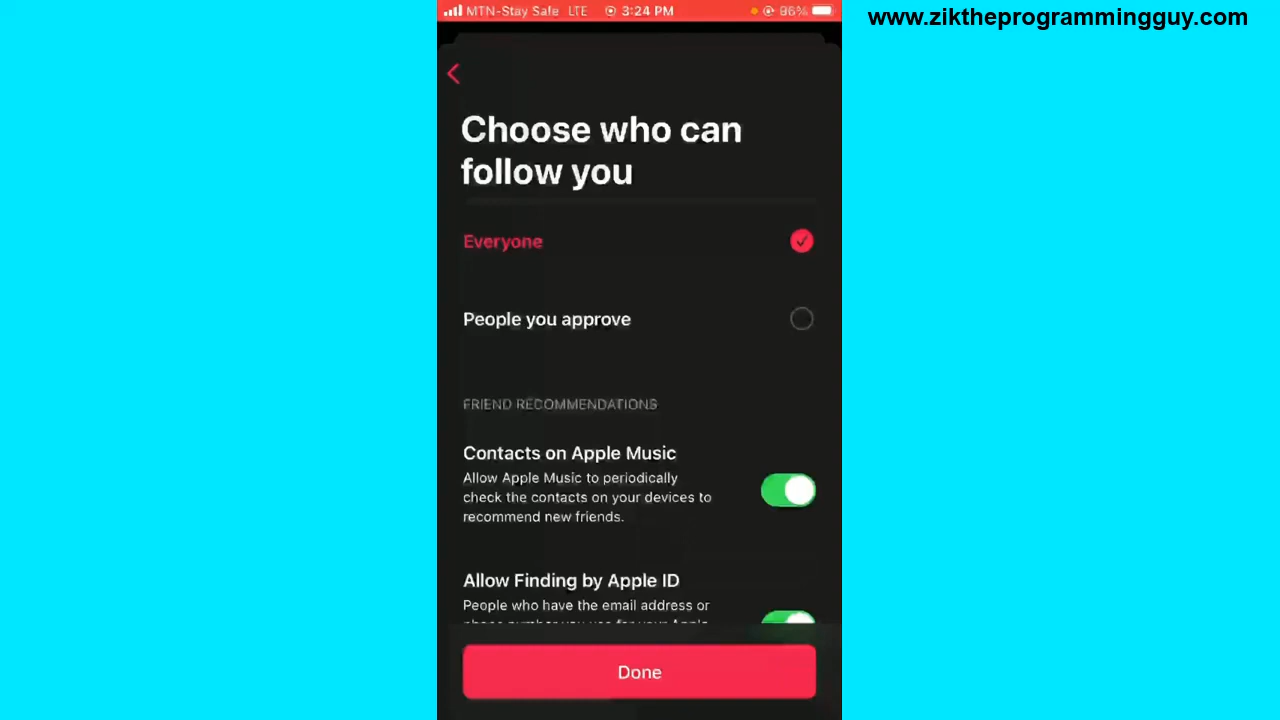 www.ziktheprogrammingguy.com
MTN-Stay Safe LTE 3:24 PM 86%
Choose who can
follow you
Everyone
People you approve
FRIEND RECOMMENDATIONS
Contacts on Apple Music
Allow Apple Music to periodically
check the contacts on your devices to
recommend new friends.
Allow Finding by Apple ID
People who have the email address or
Done